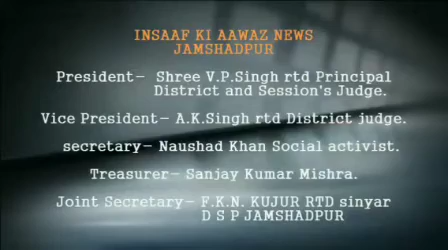 INSAAF KI AAWAZ NEWS
JAMSHADPUR
President- Shree V.P.Singh rtd Principal
District and Session's Judge.
Vice President- A.K.Singh rtd District judge.
secretary- Naushad Khan Social activist.
Treasurer- Sanjay Kumar Mishra.
Joint Secretary- F.K.N. KUJUR RTD sinyar
D S P JAMSHADPUR